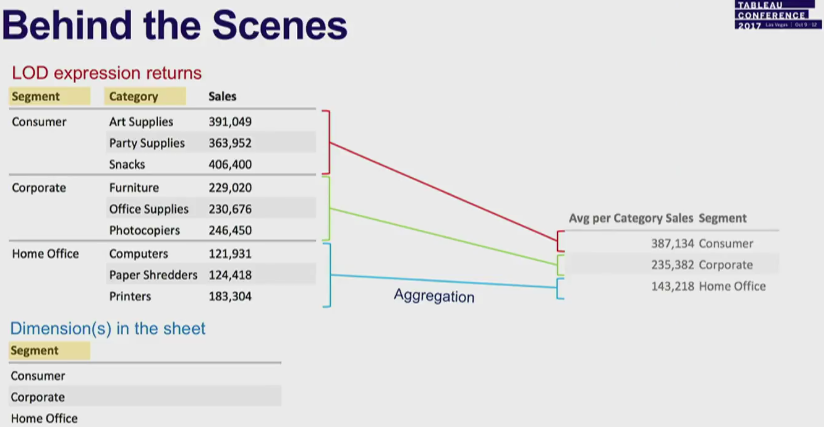 Behind the Scenes
TABLEAU
CONFERENCE
2017 Las Vegas | Oct 9 - 12
LOD expression returns
Segment Category Sales
Consumer Art Supplies 391,049
Party Supplies 363,952
Snacks 406,400
Corporate Furniture 229,020
Office Supplies 230,676
Photocopiers 246,450
Home Office Computers 121,931
Paper Shredders 124,418
Printers 183,304
Aggregation
Avg per Category Sales Segment
387,134 Consumer
235,382 Corporate
143,218 Home Office
Dimension(s) in the sheet
Segment
Consumer
Corporate
Home Office